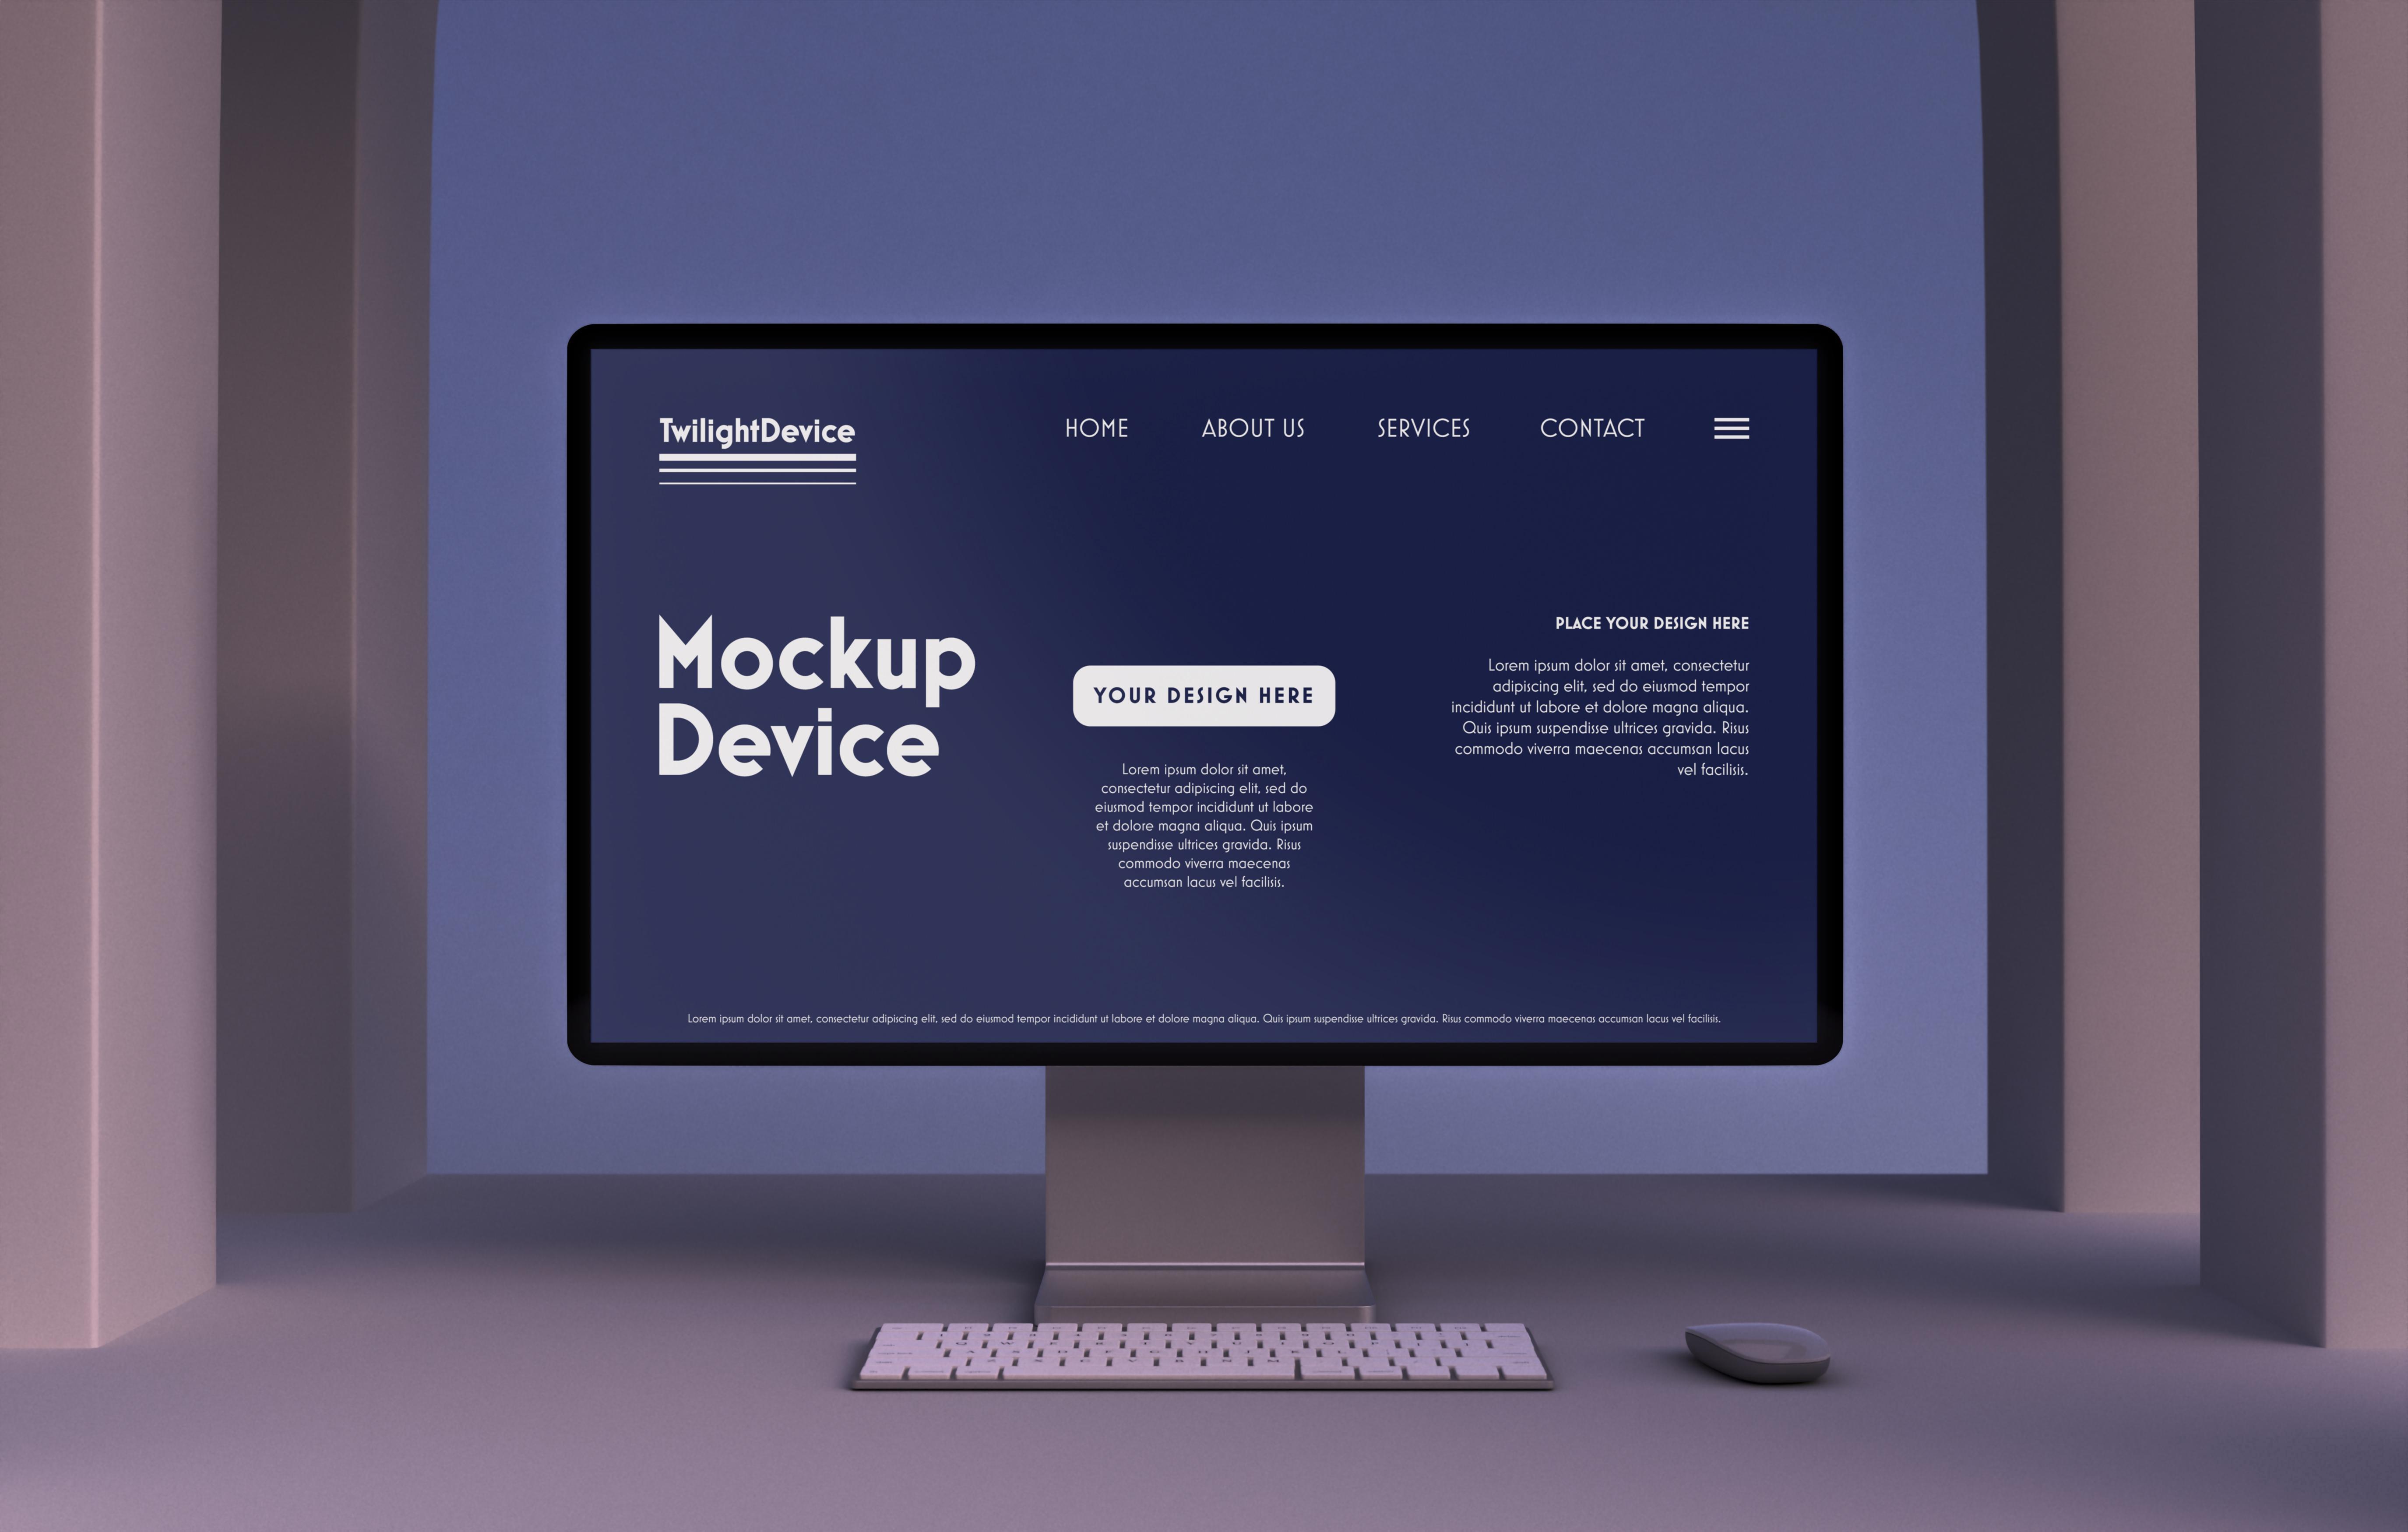 TwilightDevice
HOME ABOUT US SERVICES CONTACT
Mockup
Device
YOUR DESIGN HERE
Lorem ipsum dolor sit amet,
consectetur adipiscing elit, sed do
eiusmod tempor incididunt ut labore
et dolore magna aliqua. Quis ipsum
suspendisse ultrices gravida. Risus
commodo viverra maecenas
accumsan lacus vel facilisis.
PLACE YOUR DESIGN HERE
Lorem ipsum dolor sit amet, consectetur
adipiscing elit, sed do eiusmod tempor
incididunt ut labore et dolore magna aliqua.
Quis ipsum suspendisse ultrices gravida. Risus
commodo viverra maecenas accumsan lacus
vel facilisis.
Lorem ipsum dolor sit amet, consectetur adipiscing elit, sed do eiusmod tempor incididunt ut labore et dolore magna aliqua. Quis ipsum suspendisse ultrices gravida. Risus commodo viverra maecenas accumsan lacus vel facilisis.